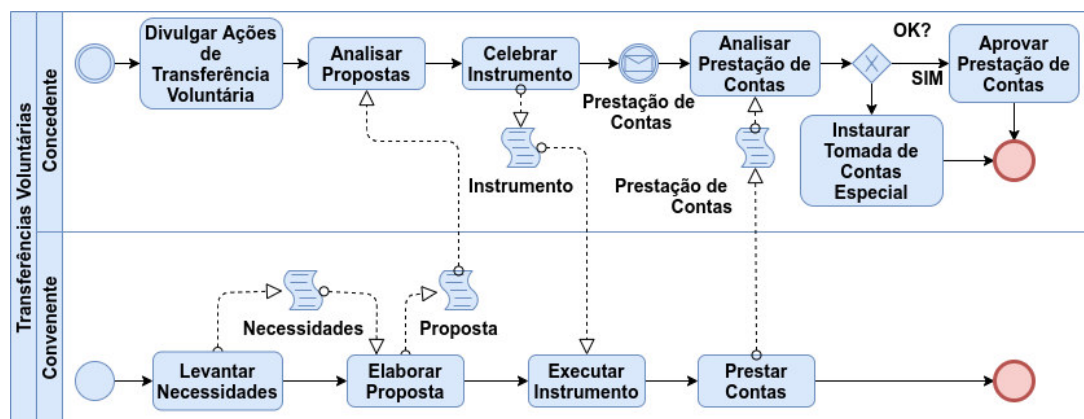 Transferências Voluntárias
Concedente
Divulgar Ações
de
Transferência
Voluntária
Analisar
Propostas
Celebrar
Instrumento
Prestação de
Contas
Analisar
Prestação de
Contas
OK?
SIM
Aprovar
Prestação de
Contas
Instaurar
Tomada de
Contas
Especial
Instrumento
Prestação de
Contas
Convenente
Necessidades
Proposta
Levantar
Necessidades
Elaborar
Proposta
Executar
Instrumento
Prestar
Contas